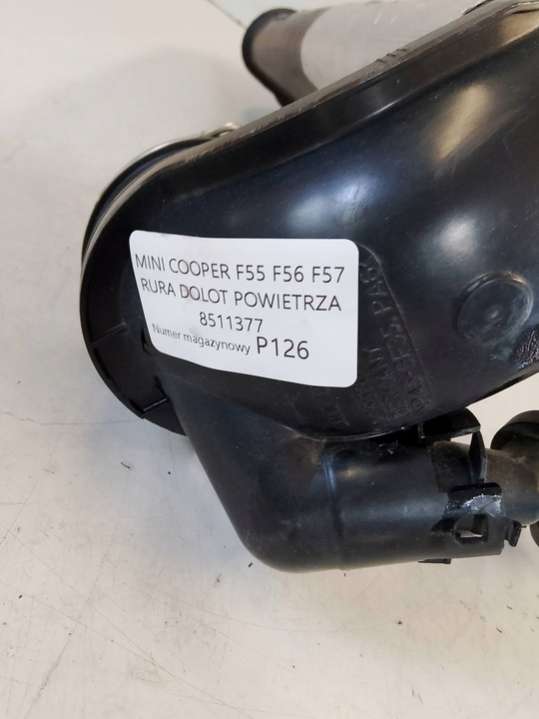 MINI COOPER F55 F56 F57
RURA DOLOT POWIETRZA
8511377
Numer magazynowy P126